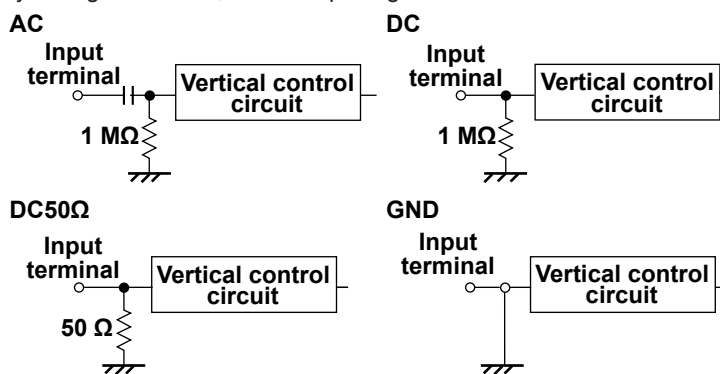 AC
Input
terminal
Vertical control
circuit
1 MΩ
DC
Input
terminal
Vertical control
circuit
1 MΩ
DC50Ω
Input
terminal
Vertical control
circuit
50 Ω
GND
Input
terminal
Vertical control
circuit